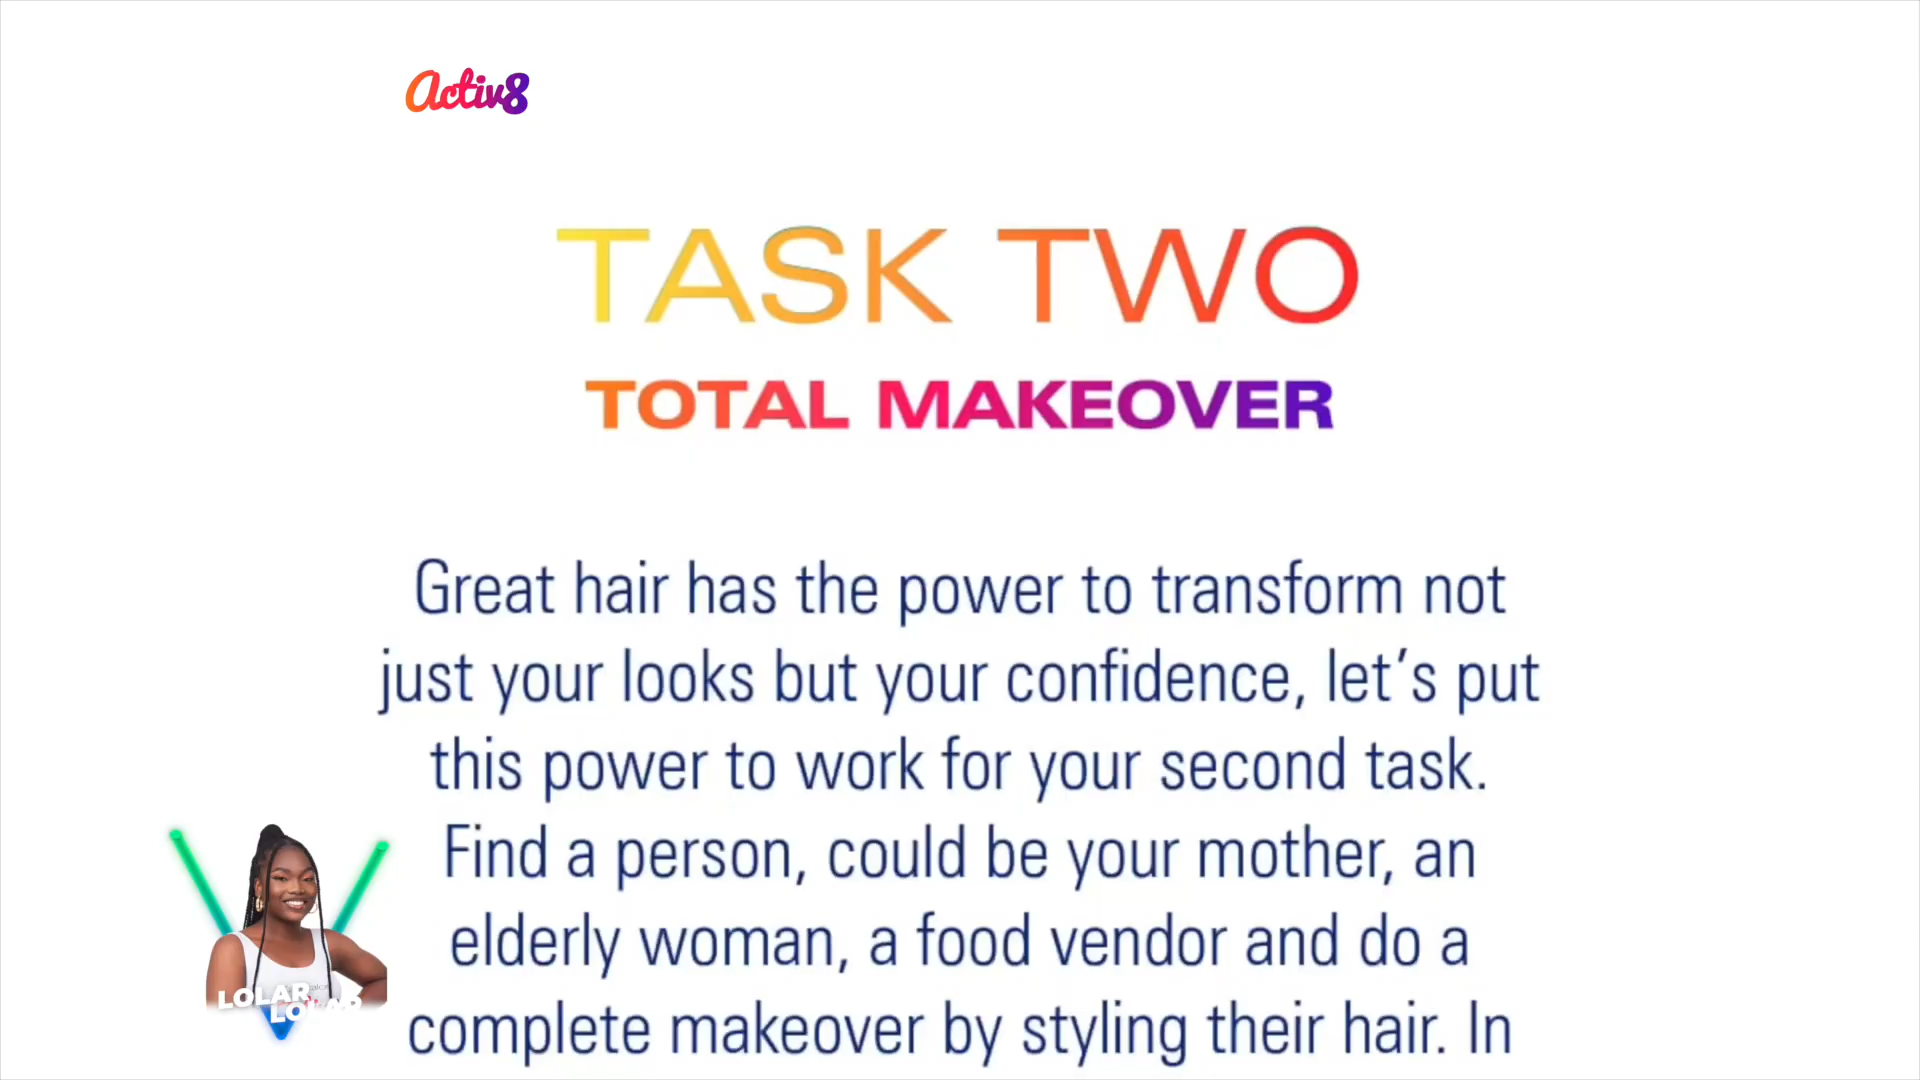 Activ8
TASK TWO
TOTAL MAKEOVER
Great hair has the power to transform not
just your looks but your confidence, let’s put
this power to work for your second task.
Find a person, could be your mother, an
elderly woman, a food vendor and do a
complete makeover by styling their hair. In
LOLAR